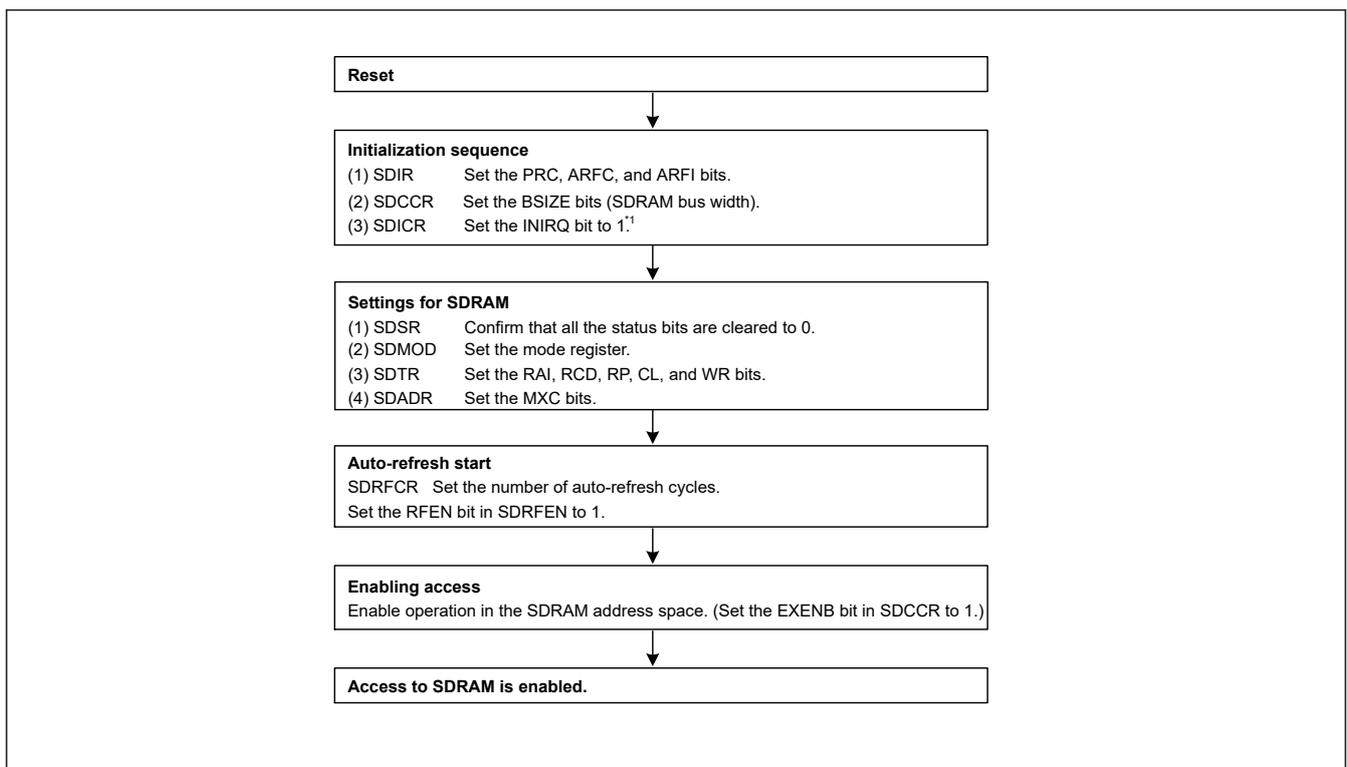 Reset
Initialization sequence
(1) SDIR Set the PRC, ARFC, and ARFI bits.
(2) SDCCR Set the BSIZE bits (SDRAM bus width).
(3) SDICR Set the INIRQ bit to 1.*1
Settings for SDRAM
(1) SDSR Confirm that all the status bits are cleared to 0.
(2) SDMOD Set the mode register.
(3) SDTR Set the RAI, RCD, RP, CL, and WR bits.
(4) SDADR Set the MXC bits.
Auto-refresh start
SDRFCR Set the number of auto-refresh cycles.
Set the RFEN bit in SDRFEN to 1.
Enabling access
Enable operation in the SDRAM address space. (Set the EXENB bit in SDCCR to 1.)
Access to SDRAM is enabled.